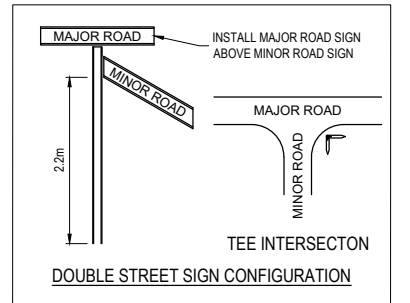 MAJOR ROAD
INSTALL MAJOR ROAD SIGN
ABOVE MINOR ROAD SIGN
MINOR ROAD
2.2m
MAJOR ROAD
MINOR ROAD
TEE INTERSECTON
DOUBLE STREET SIGN CONFIGURATION